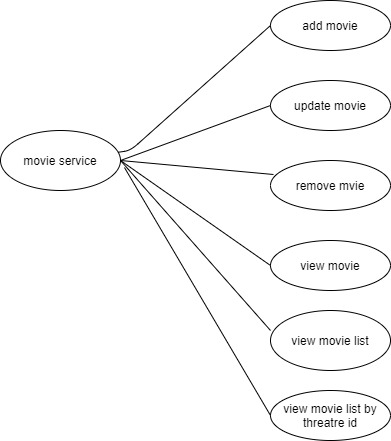 add movie
update movie
movie service
remove mvie
view movie
view movie list
view movie list by
threatre id